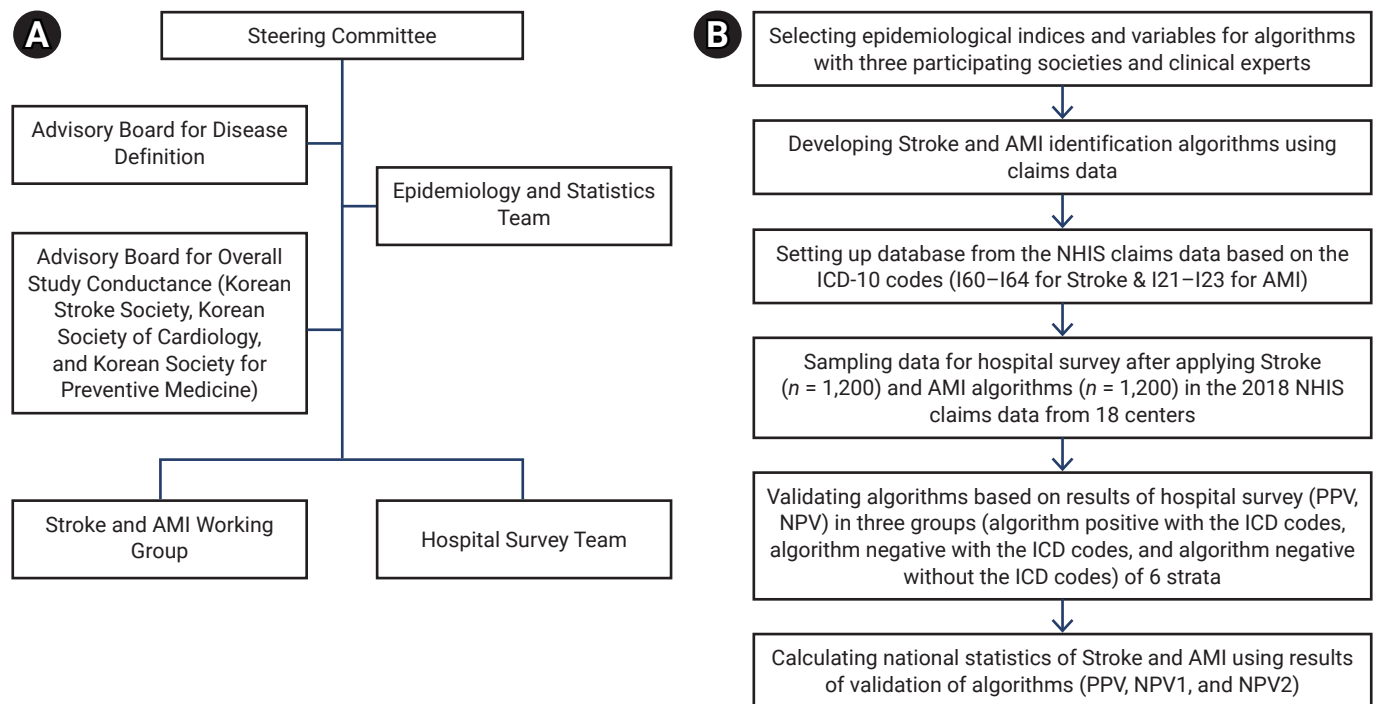 A
Steering Committee
Advisory Board for Disease
Definition
Epidemiology and Statistics
Team
Advisory Board for Overall
Study Conductance (Korean
Stroke Society, Korean
Society of Cardiology,
and Korean Society for
Preventive Medicine)
Stroke and AMI Working
Group
Hospital Survey Team
B
Selecting epidemiological indices and variables for algorithms
with three participating societies and clinical experts
Developing Stroke and AMI identification algorithms using
claims data
Setting up database from the NHIS claims data based on the
ICD-10 codes (I60–I64 for Stroke & I21–I23 for AMI)
Sampling data for hospital survey after applying Stroke
(n = 1,200) and AMI algorithms (n = 1,200) in the 2018 NHIS
claims data from 18 centers
Validating algorithms based on results of hospital survey (PPV,
NPV) in three groups (algorithm positive with the ICD codes,
algorithm negative with the ICD codes, and algorithm negative
without the ICD codes) of 6 strata
Calculating national statistics of Stroke and AMI using results
of validation of algorithms (PPV, NPV1, and NPV2)